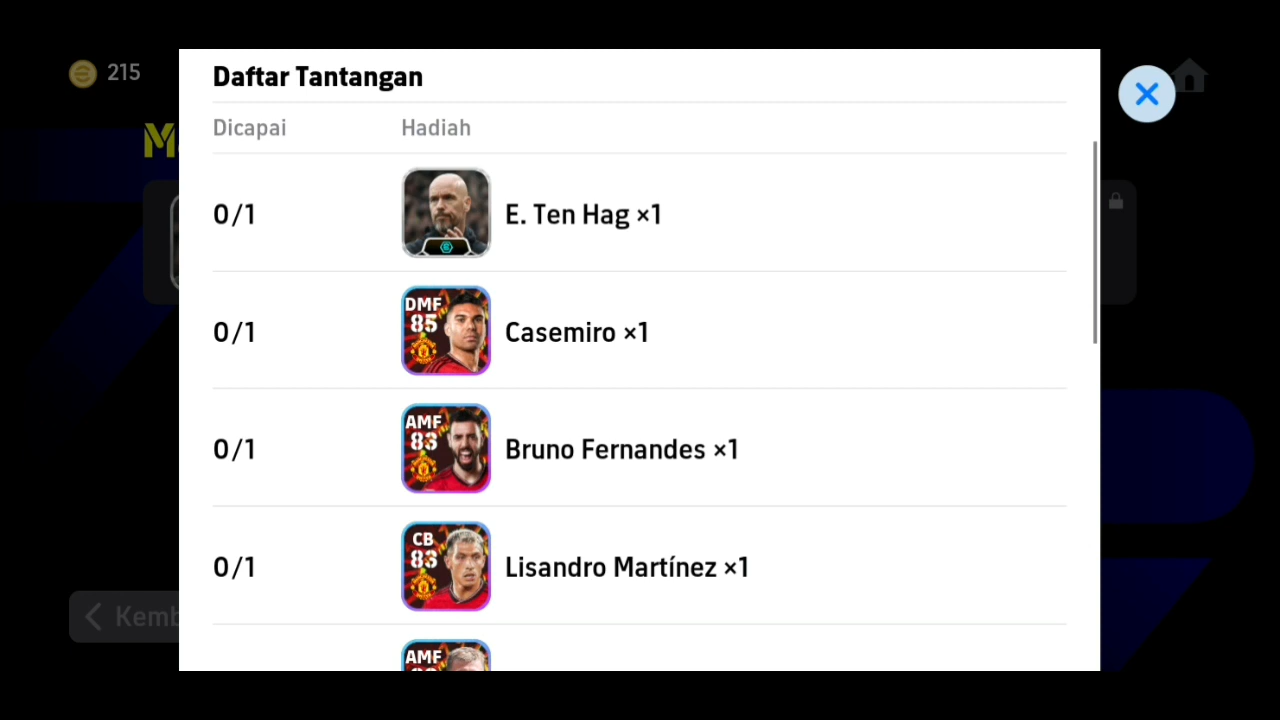 215
Daftar Tantangan
Dicapai Hadiah
0/1 E. Ten Hag ×1
DMF
85
0/1 Casemiro ×1
AMF
83
0/1 Bruno Fernandes ×1
CB
83
0/1 Lisandro Martínez ×1
Kemb
AMF